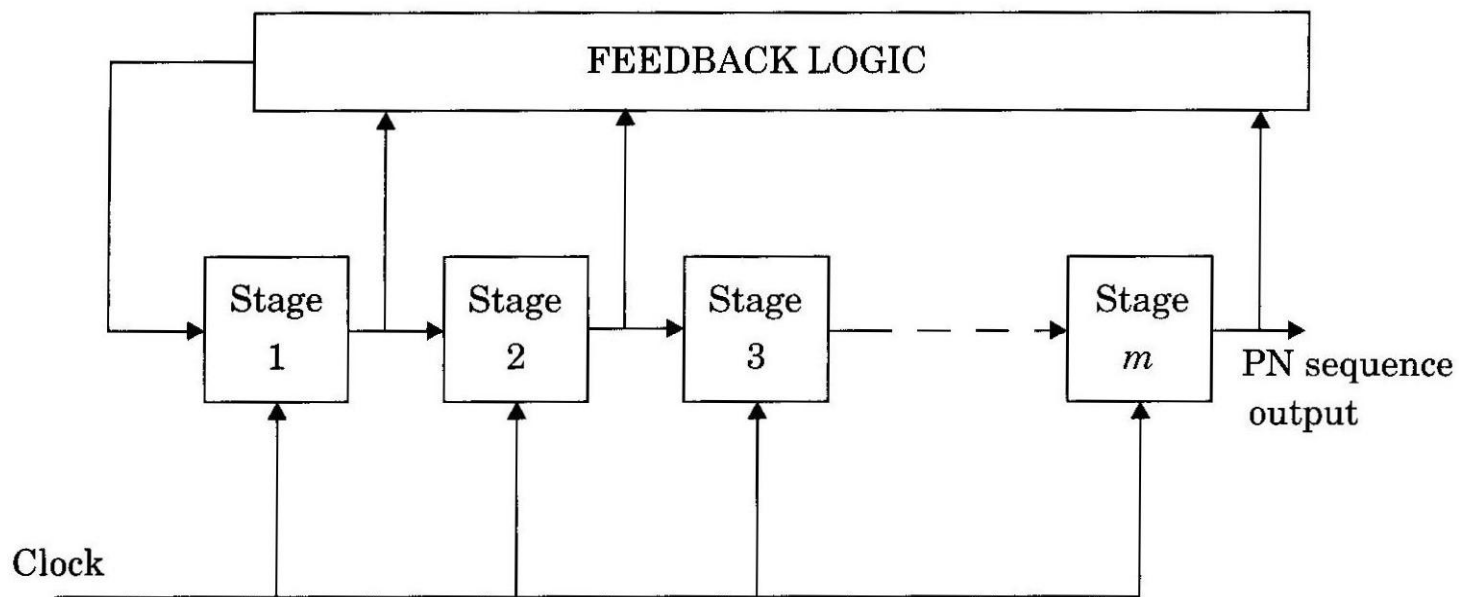 FEEDBACK LOGIC
Stage
1
Stage
2
Stage
3
Stage
m
PN sequence
output
Clock